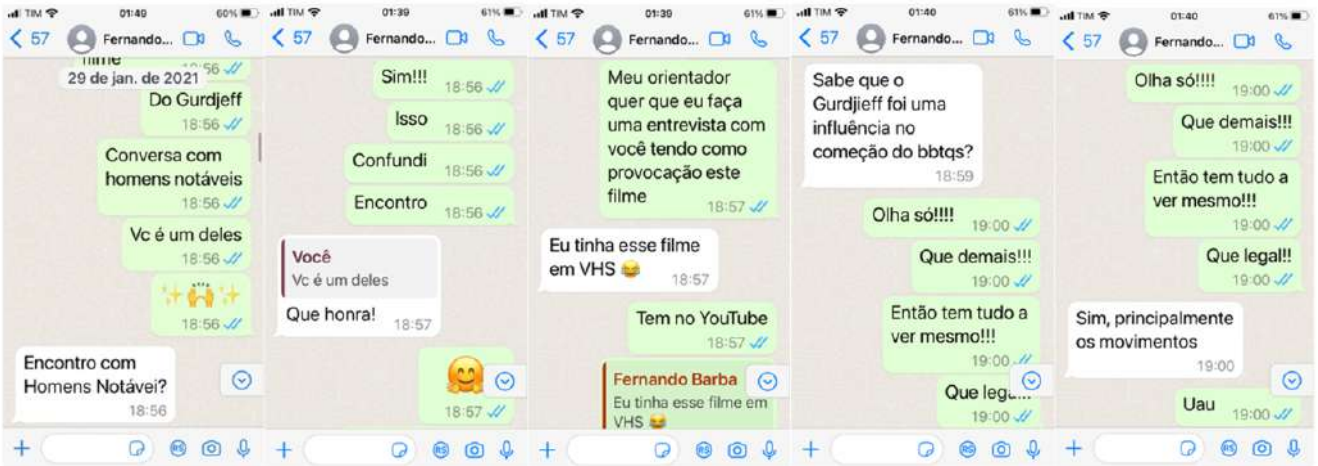 TIM 01:49 60%
57 Fernando...
filme
18:56
29 de jan. de 2021
Do Gurdjeff
18:56
Conversa com
homens notáveis
18:56
Vc é um deles
18:56
✨🙌✨
18:56
Encontro com
Homens Notávei?
18:56
TIM 01:39 61%
57 Fernando...
Sim!!!
18:56
Isso
18:56
Confundi
18:56
Encontro
18:56
Você
Vc é um deles
Que honra!
18:57
🤗
18:57
TIM 01:39 61%
57 Fernando...
Meu orientador
quer que eu faça
uma entrevista com
você tendo como
provocação este
filme
18:57
Eu tinha esse filme
em VHS 😂
18:57
Tem no YouTube
18:57
Fernando Barba
Eu tinha esse filme em
VHS 😂
TIM 01:40 61%
57 Fernando...
Sabe que o
Gurdjieff foi uma
influência no
começão do bbtqs?
18:59
Olha só!!!!
19:00
Que demais!!!
19:00
Então tem tudo a
ver mesmo!!!
19:00
Que lega...
19:00
TIM 01:40 61%
57 Fernando...
Olha só!!!!
19:00
Que demais!!!
19:00
Então tem tudo a
ver mesmo!!!
19:00
Que legal!!
19:00
Sim, principalmente
os movimentos
19:00
Uau
19:00